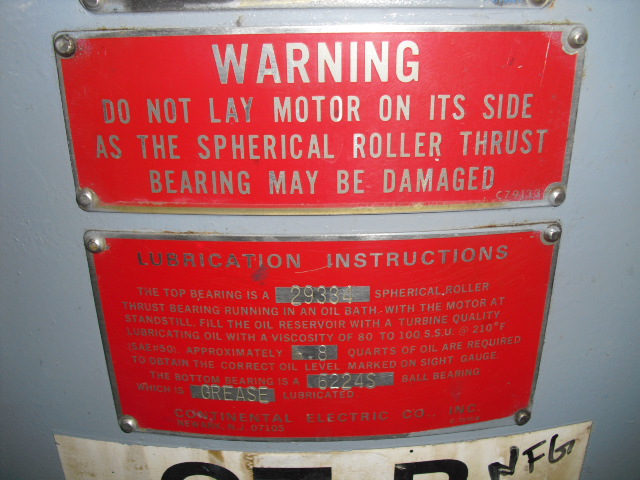 WARNING
DO NOT LAY MOTOR ON ITS SIDE
AS THE SPHERICAL ROLLER THRUST
BEARING MAY BE DAMAGED
LUBRICATION INSTRUCTIONS
THE TOP BEARING IS A 29334 SPHERICAL ROLLER
THRUST BEARING RUNNING IN AN OIL BATH. WITH THE MOTOR AT
STANDSTILL, FILL THE OIL RESERVOIR WITH A TURBINE QUALITY
LUBRICATING OIL WITH A VISCOSITY OF 80 TO 100 S.S.U. @ 210°F
(SAE#50). APPROXIMATELY 8 QUARTS OF OIL ARE REQUIRED
TO OBTAIN THE CORRECT OIL LEVEL MARKED ON SIGHT GAUGE.
THE BOTTOM BEARING IS A 6224S BALL BEARING
WHICH IS GREASE LUBRICATED.
CONTINENTAL ELECTRIC CO., INC.
NEWARK, N.J. 07105
NFG